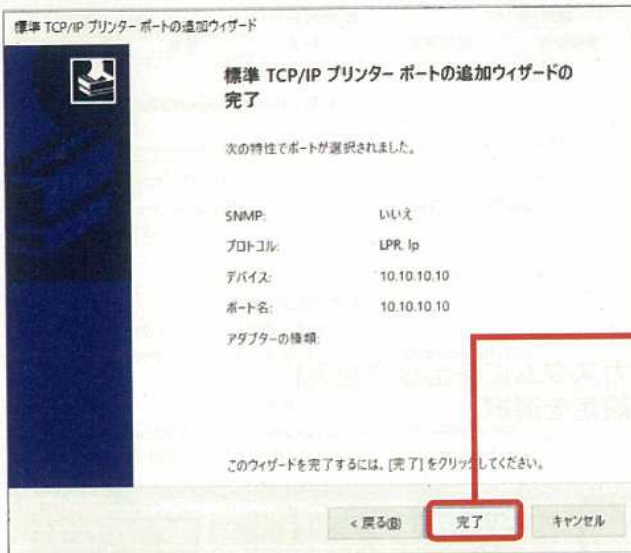 標準 TCP/IP プリンター ポートの追加ウィザード
標準 TCP/IP プリンター ポートの追加ウィザードの
完了
次の特性でポートが選択されました。
SNMP: いいえ
プロトコル: LPR, lp
デバイス: 10.10.10.10
ポート名: 10.10.10.10
アダプターの種類:
このウィザードを完了するには、[完了] をクリックしてください。
< 戻る(B) 完了 キャンセル